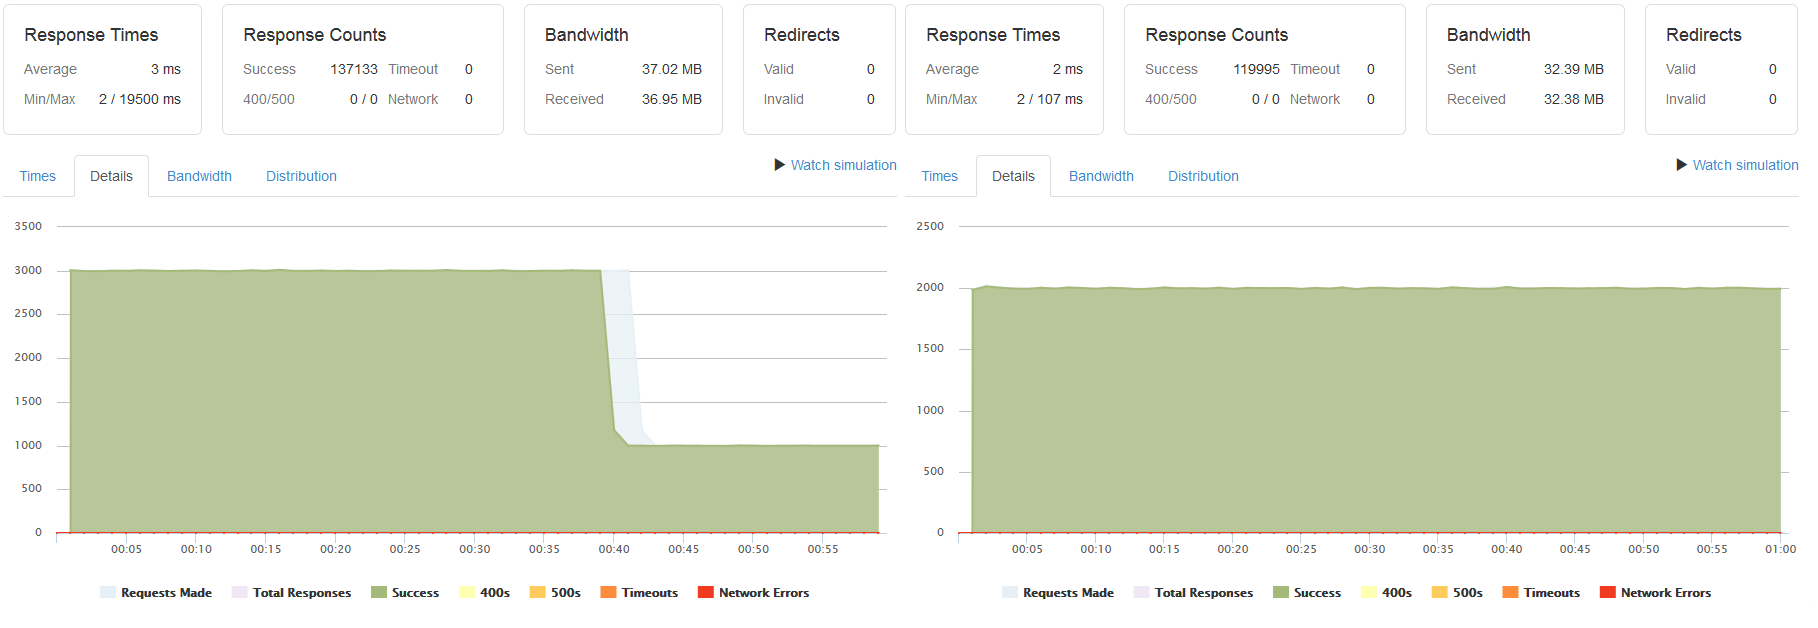 Response Times
Average 3 ms
Min/Max 2 / 19500 ms
Response Counts
Success 137133 Timeout 0
400/500 0 / 0 Network 0
Bandwidth
Sent 37.02 MB
Received 36.95 MB
Redirects
Valid 0
Invalid 0
Times Details Bandwidth Distribution
Watch simulation
3500
3000
2500
2000
1500
1000
500
0
00:05 00:10 00:15 00:20 00:25 00:30 00:35 00:40 00:45 00:50 00:55
Requests Made Total Responses Success 400s 500s Timeouts Network Errors
Response Times
Average 2 ms
Min/Max 2 / 107 ms
Response Counts
Success 119995 Timeout 0
400/500 0 / 0 Network 0
Bandwidth
Sent 32.39 MB
Received 32.38 MB
Redirects
Valid 0
Invalid 0
Times Details Bandwidth Distribution
Watch simulation
2500
2000
1500
1000
500
0
00:05 00:10 00:15 00:20 00:25 00:30 00:35 00:40 00:45 00:50 00:55 01:00
Requests Made Total Responses Success 400s 500s Timeouts Network Errors